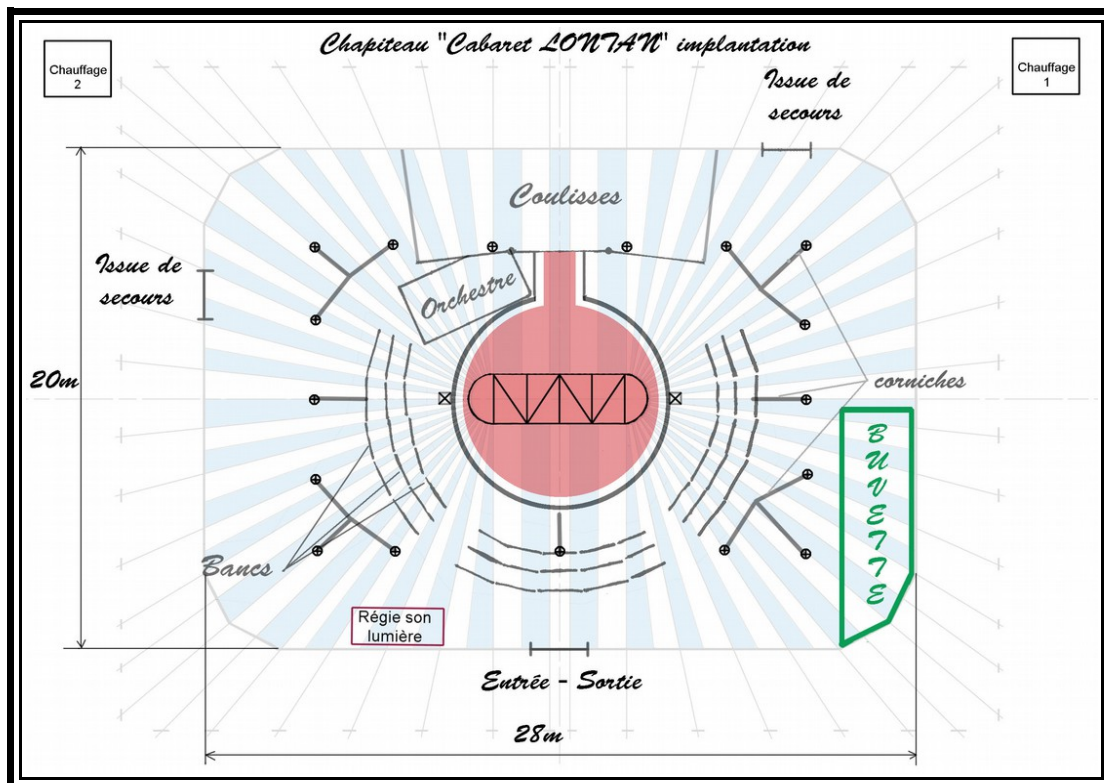 Chapiteau "Cabaret LONTAN" implantation
Chauffage
2
Chauffage
1
Issue de
secours
Coulisses
Issue de
secours
Orchestre
20m
corniches
BUVETTE
Bancs
Régie son
lumière
Entrée - Sortie
28m